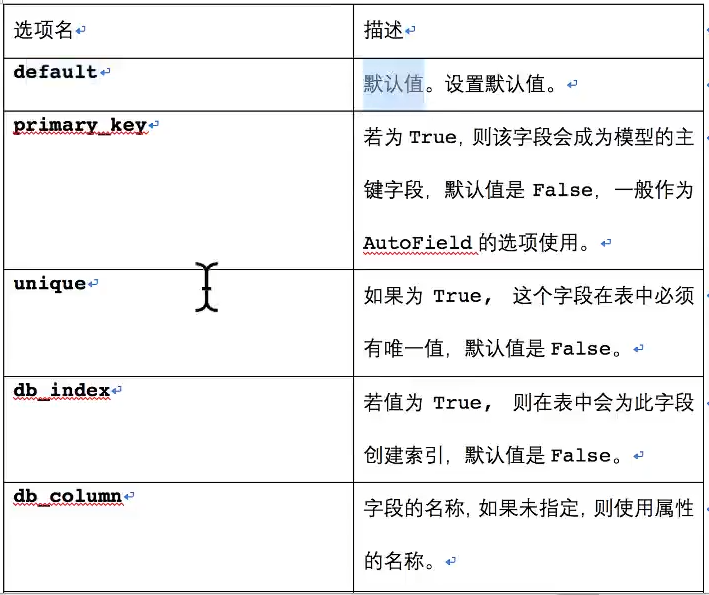 选项名
描述
default
默认值。设置默认值。
primary_key
若为 True, 则该字段会成为模型的主
键字段，默认值是 False，一般作为
AutoField 的选项使用。
unique
如果为 True, 这个字段在表中必须
有唯一值，默认值是 False。
db_index
若值为 True, 则在表中会为此字段
创建索引，默认值是 False。
db_column
字段的名称,如果未指定,则使用属性
的名称。